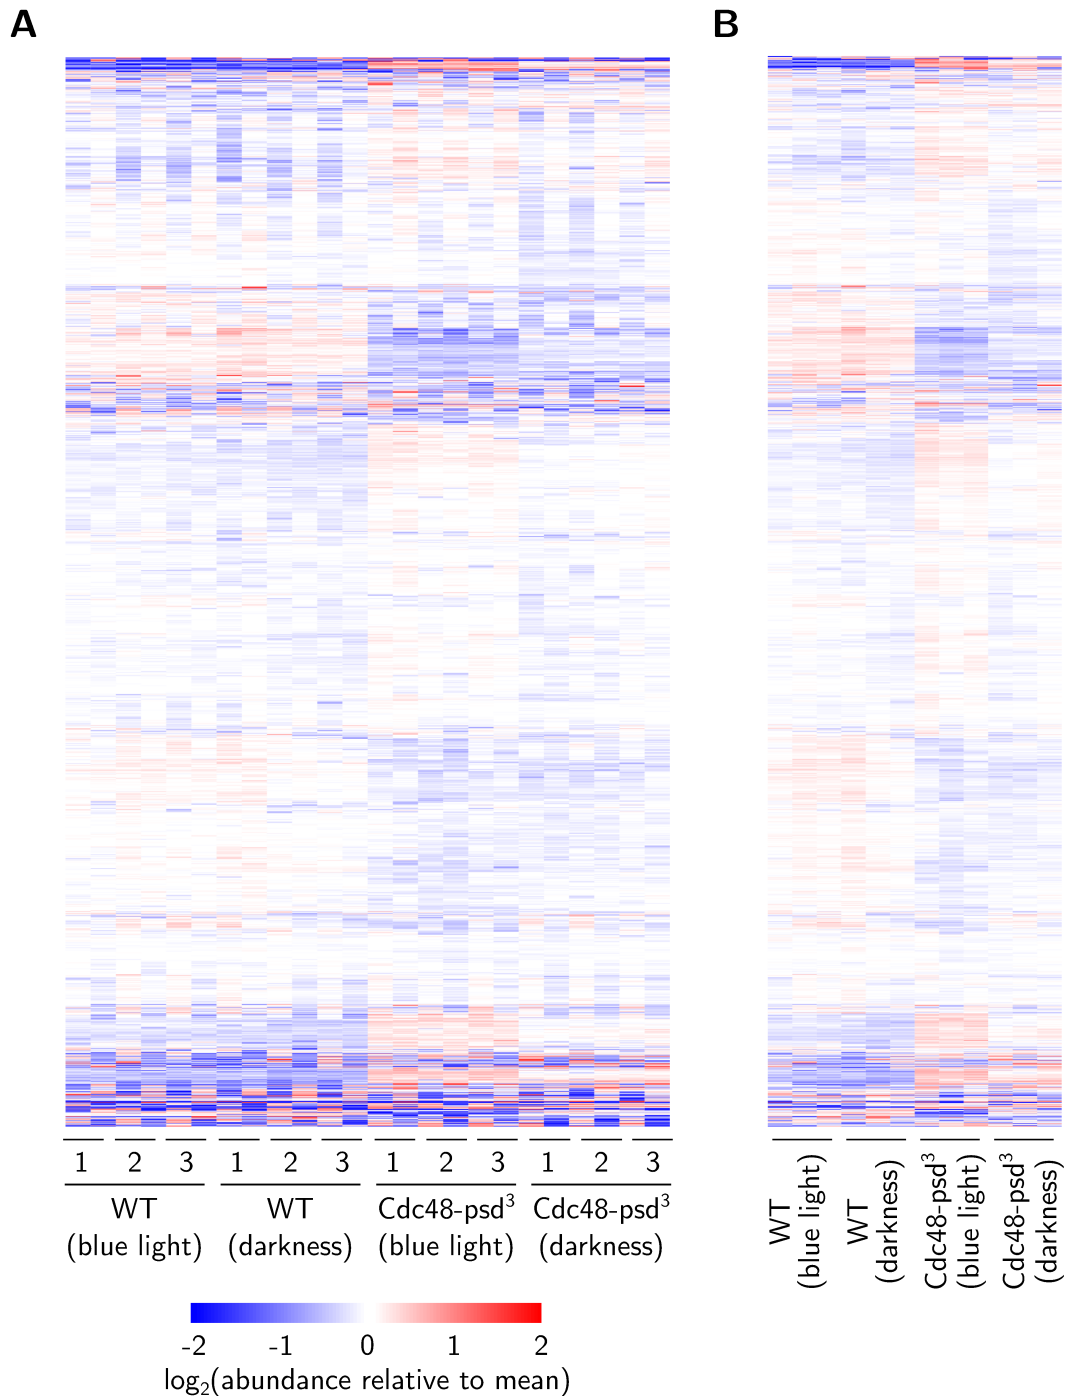 A
B
1 2 3 1 2 3 1 2 3 1 2 3
WT WT Cdc48-psd³ Cdc48-psd³
(blue light) (darkness) (blue light) (darkness)
WT
(blue light)
WT
(darkness)
Cdc48-psd³
(blue light)
Cdc48-psd³
(darkness)
-2 -1 0 1 2
log₂(abundance relative to mean)